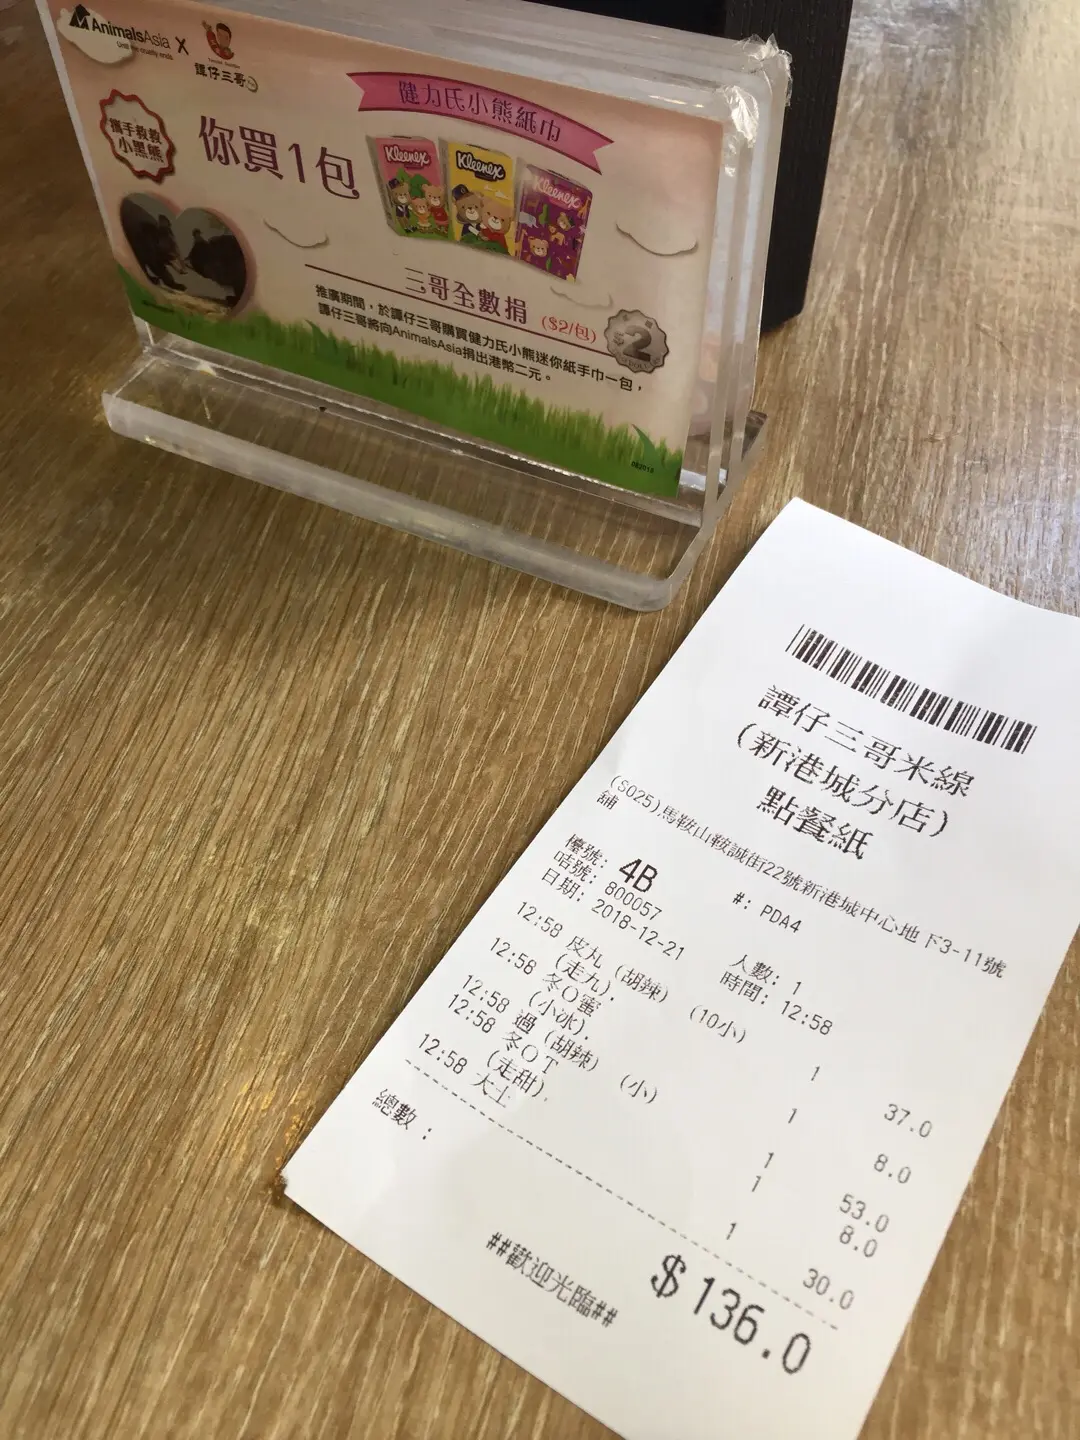 AnimalsAsia
Until the cruelty ends
X
譚仔三哥
攜手救救
小黑熊
你買1包
健力氏小熊紙巾
Kleenex
Kleenex
Kleenex
三哥全數捐 ($2/包)
2
推廣期間，於譚仔三哥購買健力氏小熊迷你紙手巾一包，
譚仔三哥將向AnimalsAsia捐出港幣二元。
譚仔三哥米線
(新港城分店)
點餐紙
(S025)馬鞍山鞍誠街22號新港城中心地下3-11號
舖
檯號: 4B #: PDA4
咭號: 800057 人數: 1
日期: 2018-12-21 時間: 12:58
12:58 皮丸 (胡辣) (10小) 1 37.0
(走九).
12:58 冬O蜜 1 8.0
(小冰).
12:58 過 (胡辣) (小) 1 53.0
12:58 冬OT 1 8.0
(走甜).
12:58 大土 1 30.0
總數: $136.0
##歡迎光臨##